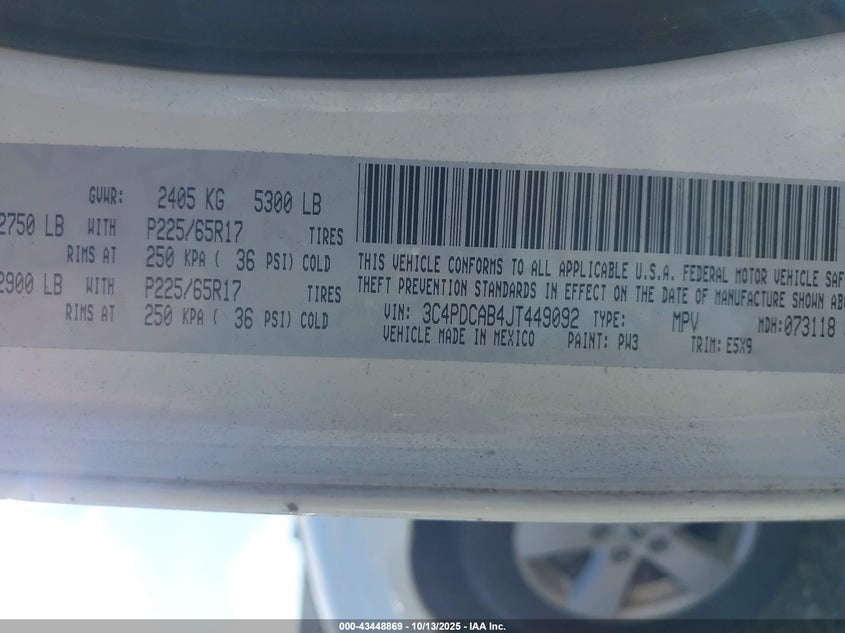 GVWR: 2405 KG 5300 LB
2750 LB WITH P225/65R17 TIRES
RIMS AT 250 KPA ( 36 PSI) COLD
2900 LB WITH P225/65R17 TIRES
RIMS AT 250 KPA ( 36 PSI) COLD
THIS VEHICLE CONFORMS TO ALL APPLICABLE U.S.A. FEDERAL MOTOR VEHICLE SAF
THEFT PREVENTION STANDARDS IN EFFECT ON THE DATE OF MANUFACTURE SHOWN ABO
VIN: 3C4PDCAB4JT449092 TYPE: MPV MDH:073118
VEHICLE MADE IN MEXICO PAINT: PW3 TRIM: E5X9
000-43448869 - 10/13/2025 - IAA Inc.